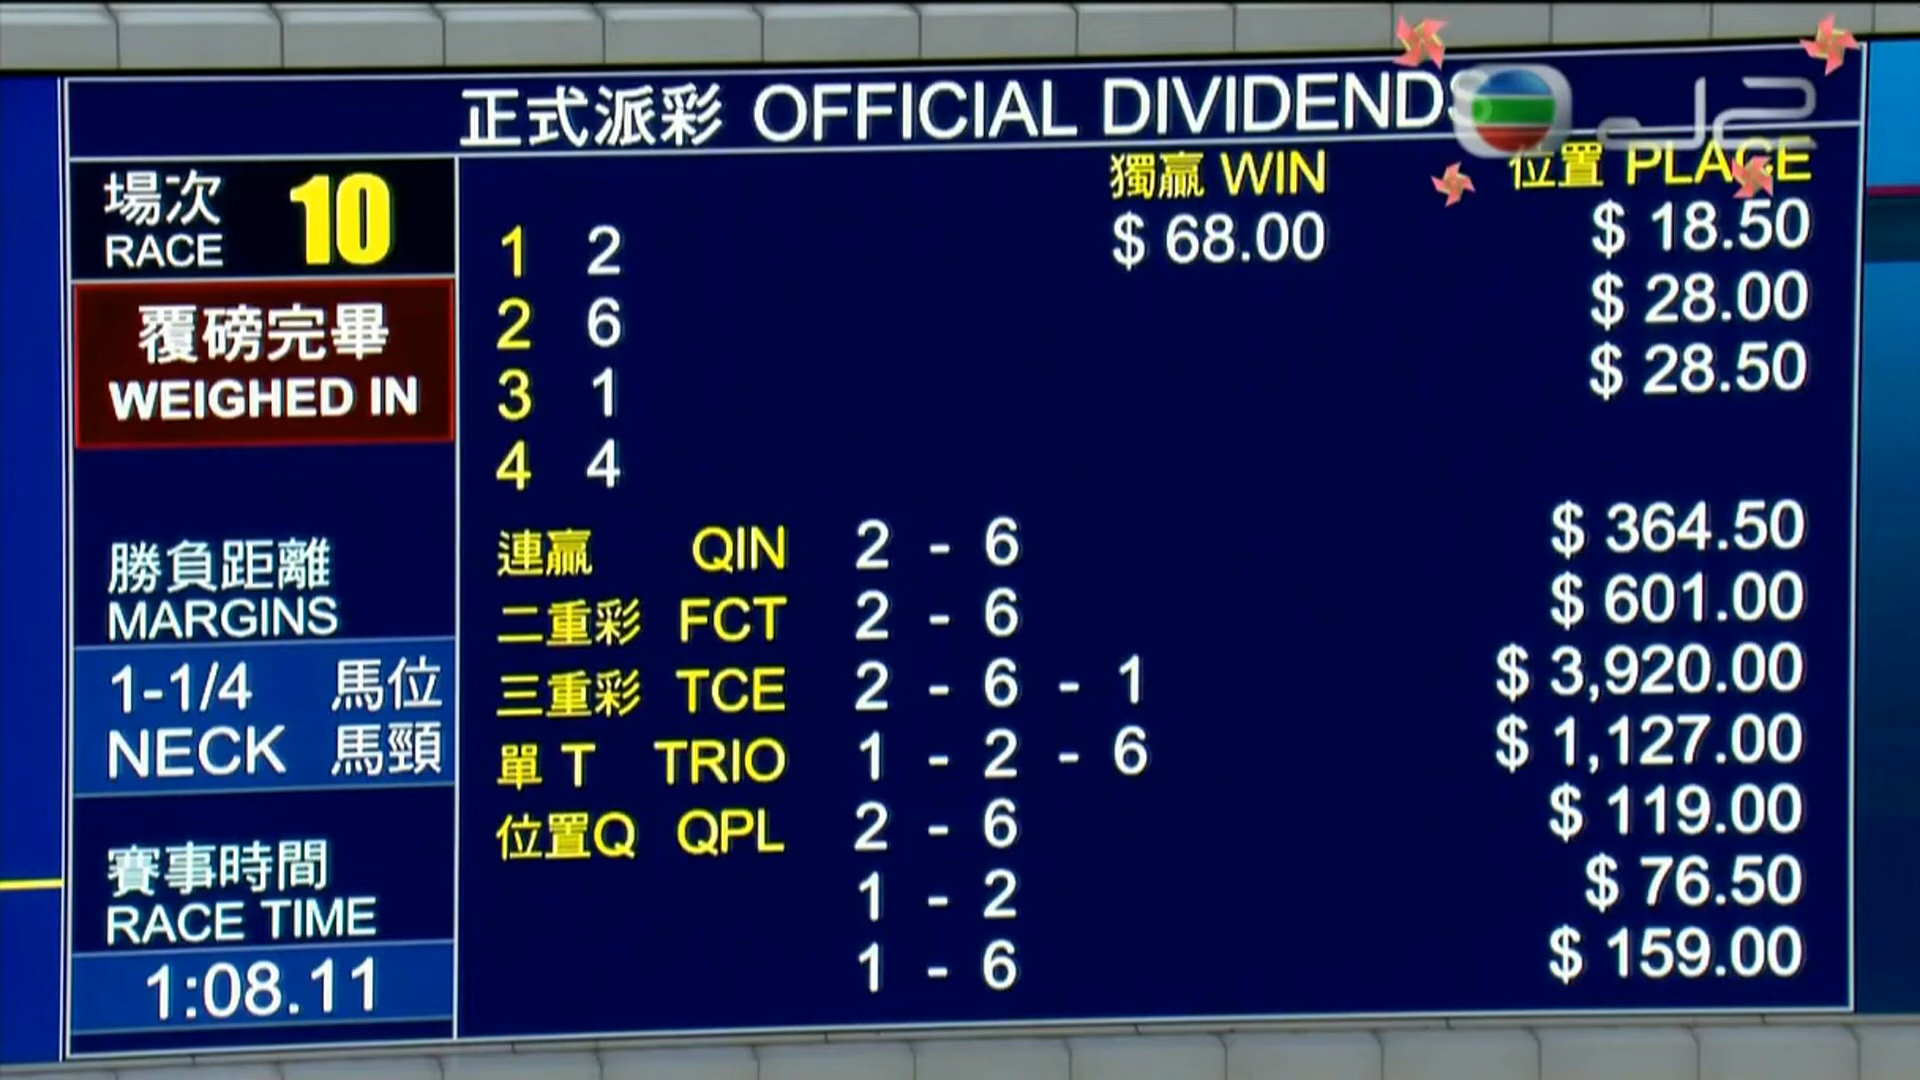 正式派彩 OFFICIAL DIVIDENDS
J2
場次 RACE 10
覆磅完畢
WEIGHED IN
勝負距離
MARGINS
1-1/4 馬位
NECK 馬頸
賽事時間
RACE TIME
1:08.11
獨贏 WIN 位置 PLACE
1 2 $ 68.00 $ 18.50
2 6 $ 28.00
3 1 $ 28.50
4 4
連贏 QIN 2 - 6 $ 364.50
二重彩 FCT 2 - 6 $ 601.00
三重彩 TCE 2 - 6 - 1 $ 3,920.00
單T TRIO 1 - 2 - 6 $ 1,127.00
位置Q QPL 2 - 6 $ 119.00
1 - 2 $ 76.50
1 - 6 $ 159.00